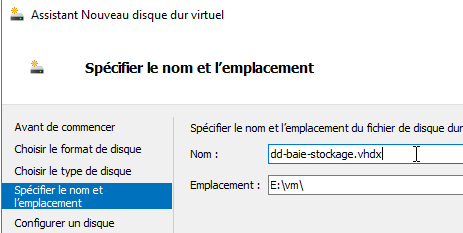 Assistant Nouveau disque dur virtuel
Spécifier le nom et l'emplacement
Avant de commencer
Choisir le format de disque
Choisir le type de disque
Spécifier le nom et
l'emplacement
Configurer un disque
Spécifier le nom et l'emplacement du fichier de disque dur
Nom :
dd-baie-stockage.vhdx
Emplacement :
E:\vm\